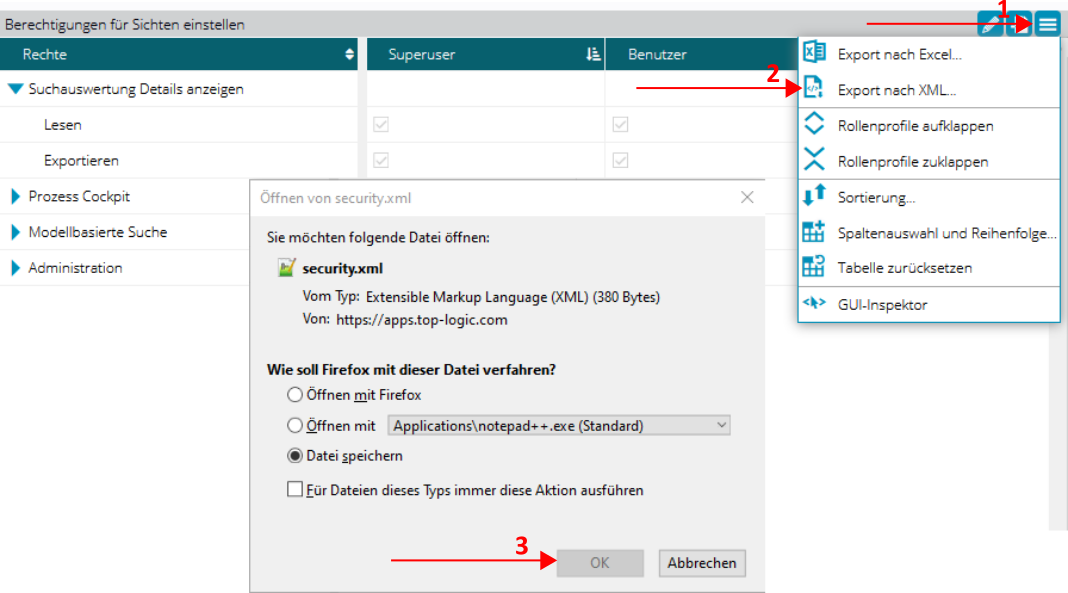 Berechtigungen für Sichten einstellen
1
Rechte Superuser Benutzer
Export nach Excel...
2
Export nach XML...
Suchauswertung Details anzeigen
Lesen
Rollenprofile aufklappen
Exportieren
Rollenprofile zuklappen
Prozess Cockpit
Sortierung...
Modellbasierte Suche
Spaltenauswahl und Reihenfolge...
Administration
Tabelle zurücksetzen
GUI-Inspektor
Öffnen von security.xml
Sie möchten folgende Datei öffnen:
security.xml
Vom Typ: Extensible Markup Language (XML) (380 Bytes)
Von: https://apps.top-logic.com
Wie soll Firefox mit dieser Datei verfahren?
Öffnen mit Firefox
Öffnen mit Applications\notepad++.exe (Standard)
Datei speichern
Für Dateien dieses Typs immer diese Aktion ausführen
3
OK Abbrechen